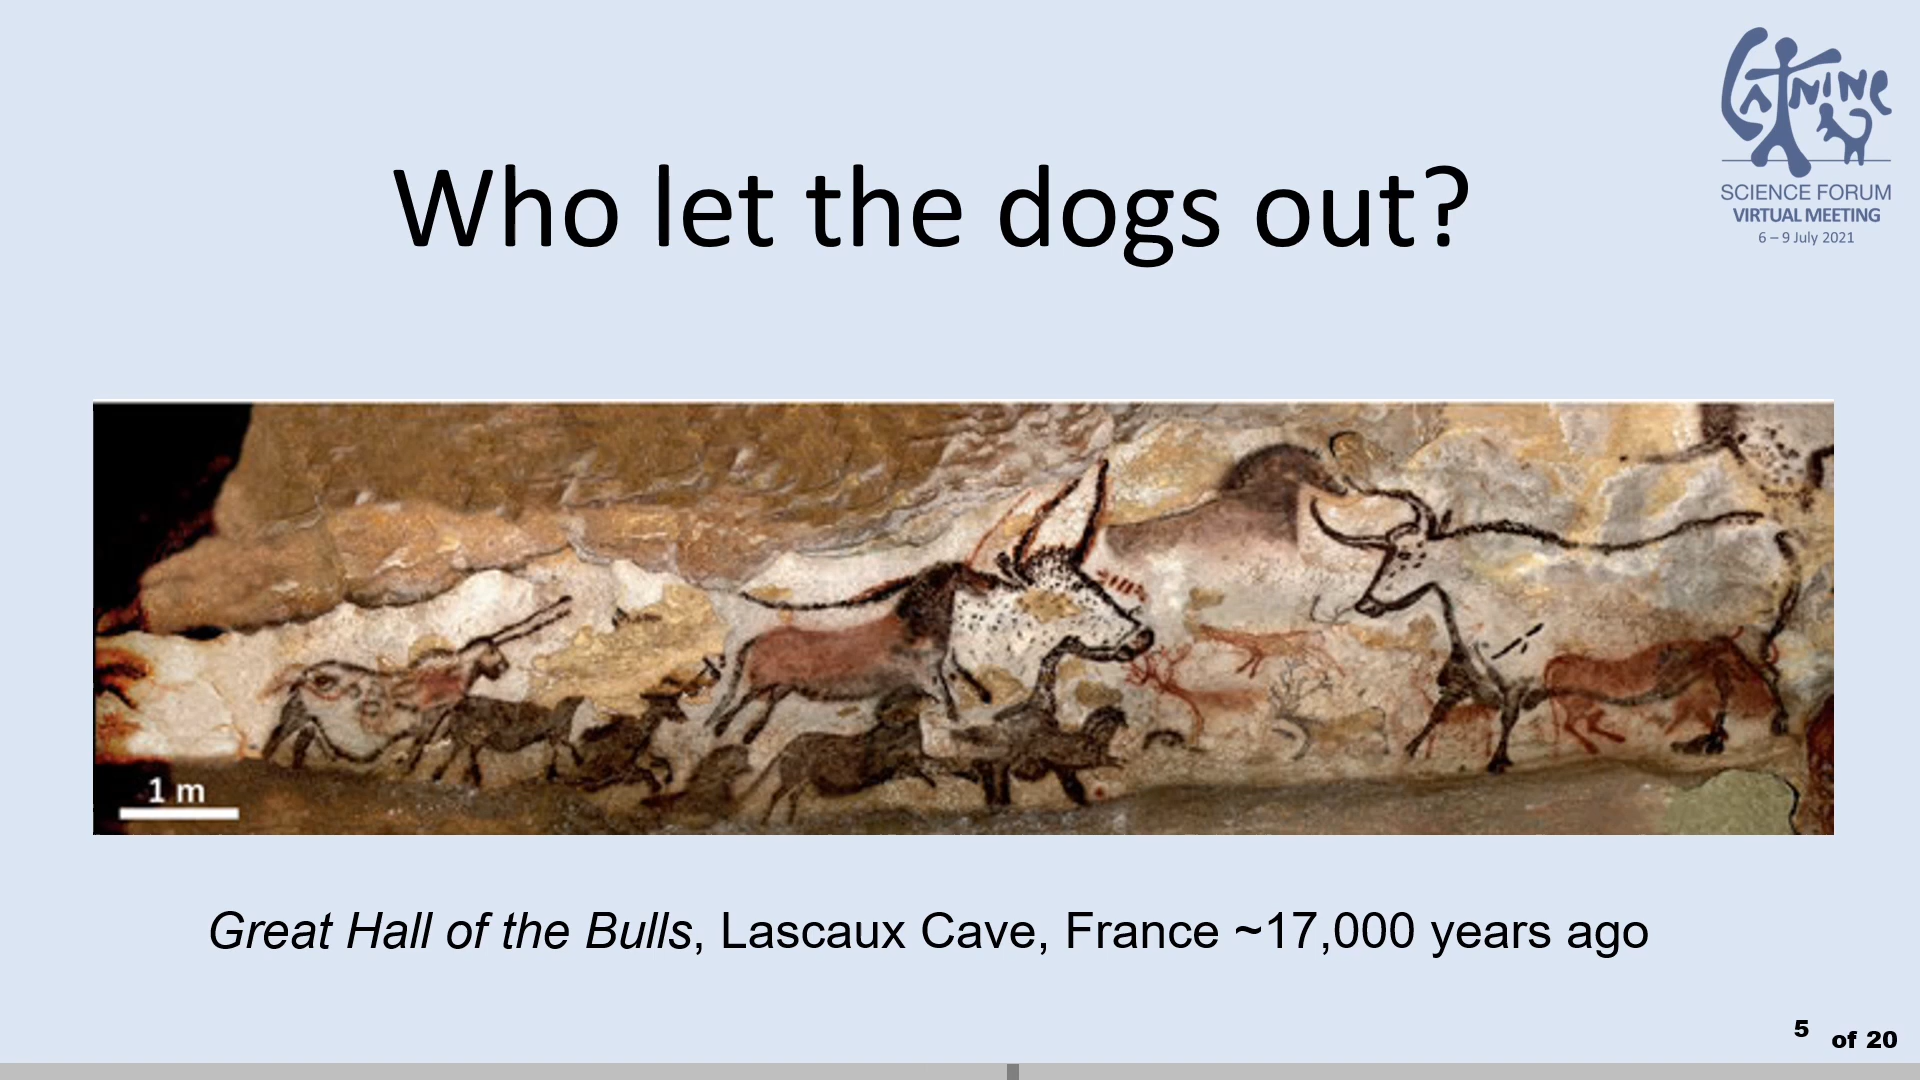 CANINE
SCIENCE FORUM
VIRTUAL MEETING
6 – 9 July 2021
Who let the dogs out?
1 m
Great Hall of the Bulls, Lascaux Cave, France ~17,000 years ago
5 of 20